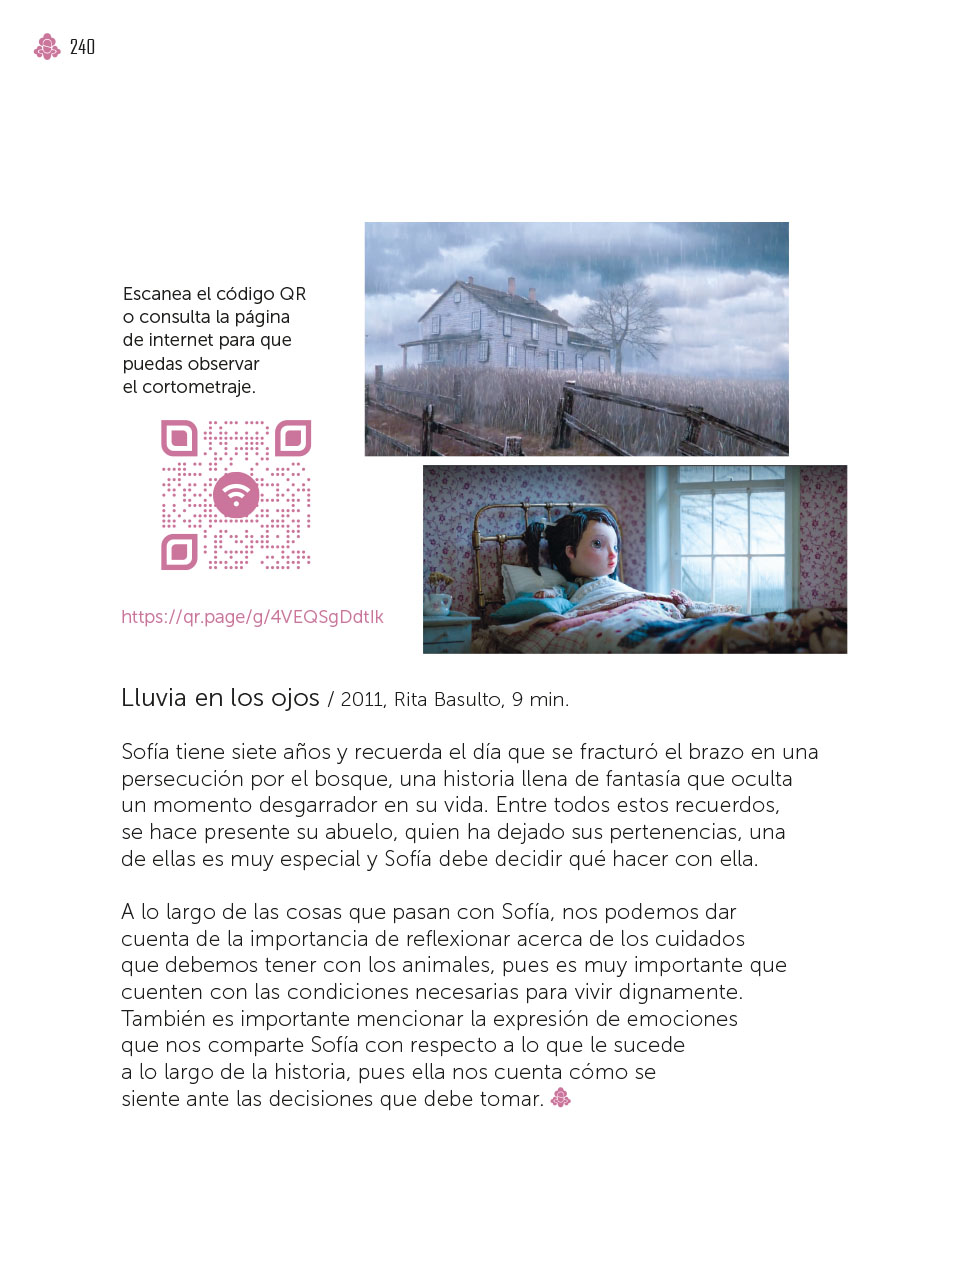 240
Escanea el código QR
o consulta la página
de internet para que
puedas observar
el cortometraje.
https://qr.page/g/4VEQSgDdtIk
Lluvia en los ojos / 2011, Rita Basulto, 9 min.
Sofía tiene siete años y recuerda el día que se fracturó el brazo en una
persecución por el bosque, una historia llena de fantasía que oculta
un momento desgarrador en su vida. Entre todos estos recuerdos,
se hace presente su abuelo, quien ha dejado sus pertenencias, una
de ellas es muy especial y Sofía debe decidir qué hacer con ella.
A lo largo de las cosas que pasan con Sofía, nos podemos dar
cuenta de la importancia de reflexionar acerca de los cuidados
que debemos tener con los animales, pues es muy importante que
cuenten con las condiciones necesarias para vivir dignamente.
También es importante mencionar la expresión de emociones
que nos comparte Sofía con respecto a lo que le sucede
a lo largo de la historia, pues ella nos cuenta cómo se
siente ante las decisiones que debe tomar.